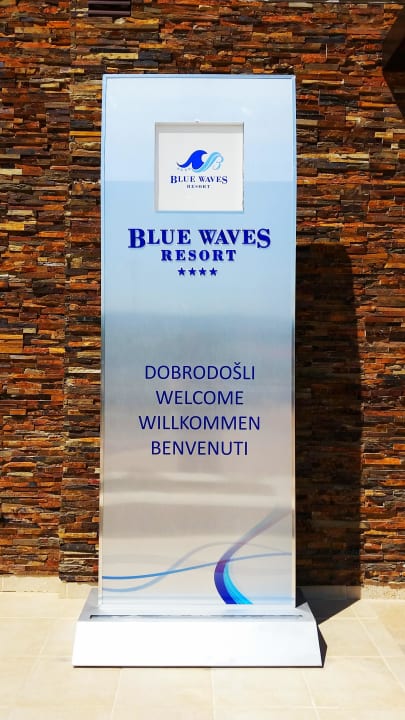 BLUE WAVES
RESORT
BLUE WAVES
RESORT
★★★★
DOBRODOŠLI
WELCOME
WILLKOMMEN
BENVENUTI